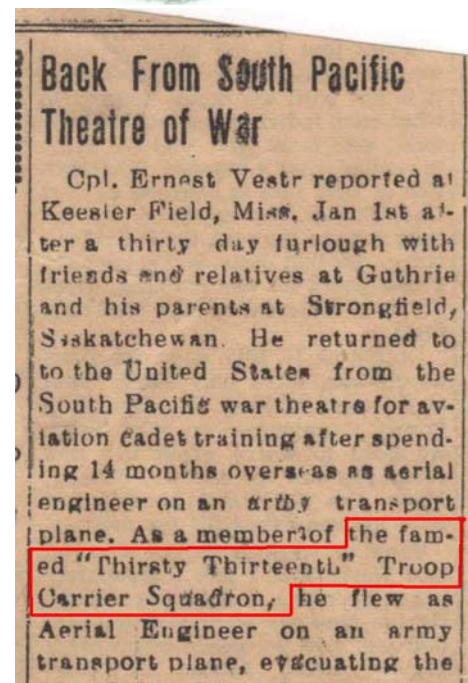 Back From South Pacific
Theatre of War
Cpl. Ernest Vestr reported at
Keesler Field, Miss. Jan 1st af-
ter a thirty day furlough with
friends and relatives at Guthrie
and his parents at Strongfield,
Siskatchewan. He returned to
to the United States from the
South Pacific war theatre for av-
iation cadet training after spend-
ing 14 months overseas as aerial
engineer on an army transport
plane. As a member of the fam-
ed "Thirsty Thirteenth" Troop
Carrier Squadron, he flew as
Aerial Engineer on an army
transport plane, evacuating the